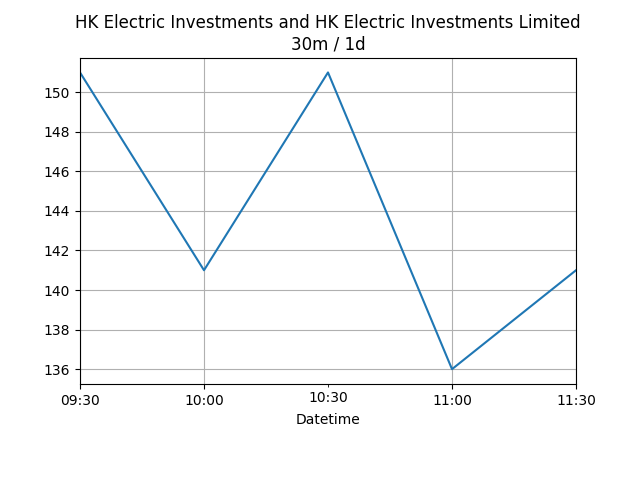 HK Electric Investments and HK Electric Investments Limited
30m / 1d
150
148
146
144
142
140
138
136
09:30 10:00 10:30 11:00 11:30
Datetime